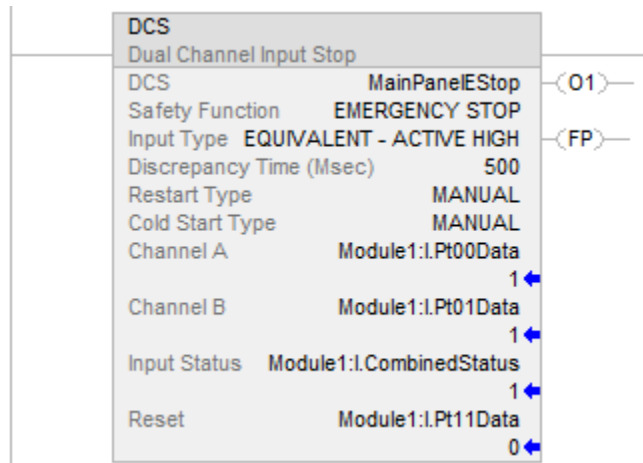 DCS
Dual Channel Input Stop
DCS MainPanelEStop O1
Safety Function EMERGENCY STOP
Input Type EQUIVALENT - ACTIVE HIGH FP
Discrepancy Time (Msec) 500
Restart Type MANUAL
Cold Start Type MANUAL
Channel A Module1:I.Pt00Data
1
Channel B Module1:I.Pt01Data
1
Input Status Module1:I.CombinedStatus
1
Reset Module1:I.Pt11Data
0